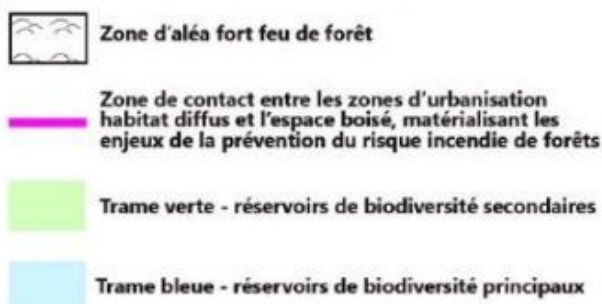 Zone d'aléa fort feu de forêt
Zone de contact entre les zones d'urbanisation
habitat diffus et l'espace boisé, matérialisant les
enjeux de la prévention du risque incendie de forêts
Trame verte - réservoirs de biodiversité secondaires
Trame bleue - réservoirs de biodiversité principaux